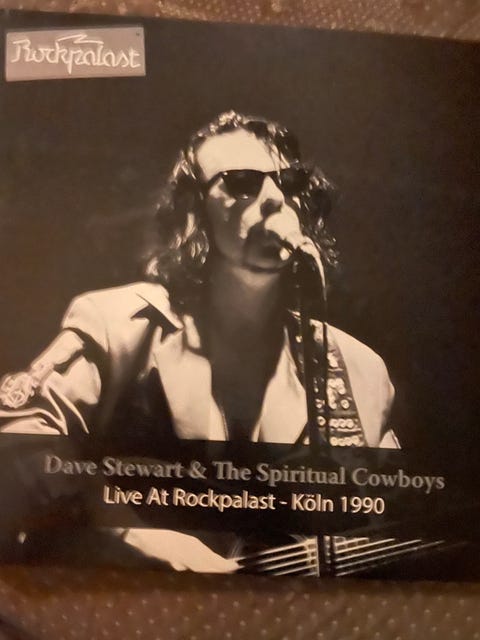 Rockpalast
Dave Stewart & The Spiritual Cowboys
Live At Rockpalast - Köln 1990